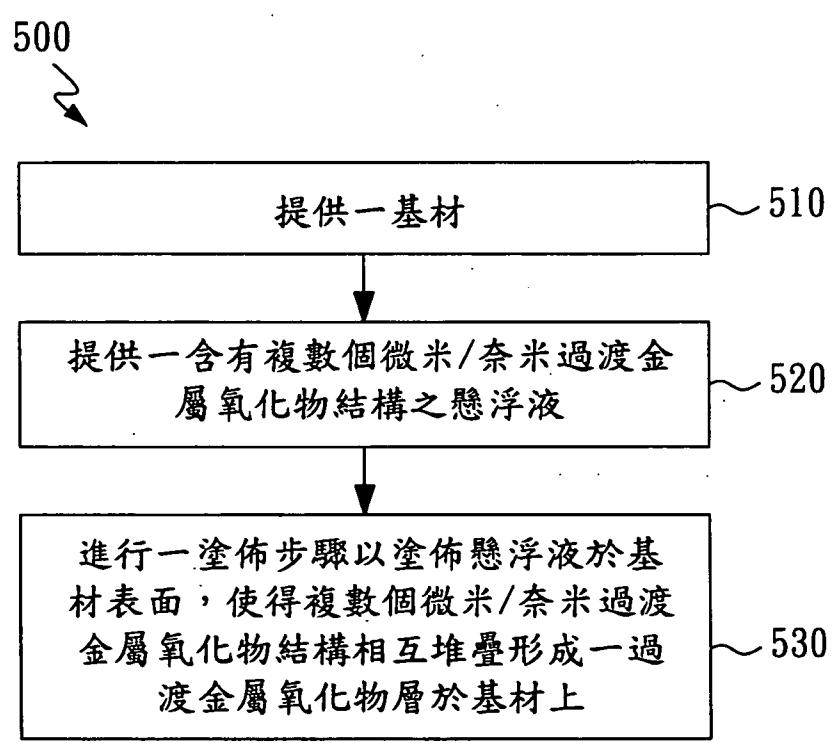 500
提供一基材
510
提供一含有複數個微米/奈米過渡金
屬氧化物結構之懸浮液
520
進行一塗佈步驟以塗佈懸浮液於基
材表面，使得複數個微米/奈米過渡
金屬氧化物結構相互堆疊形成一過
渡金屬氧化物層於基材上
530